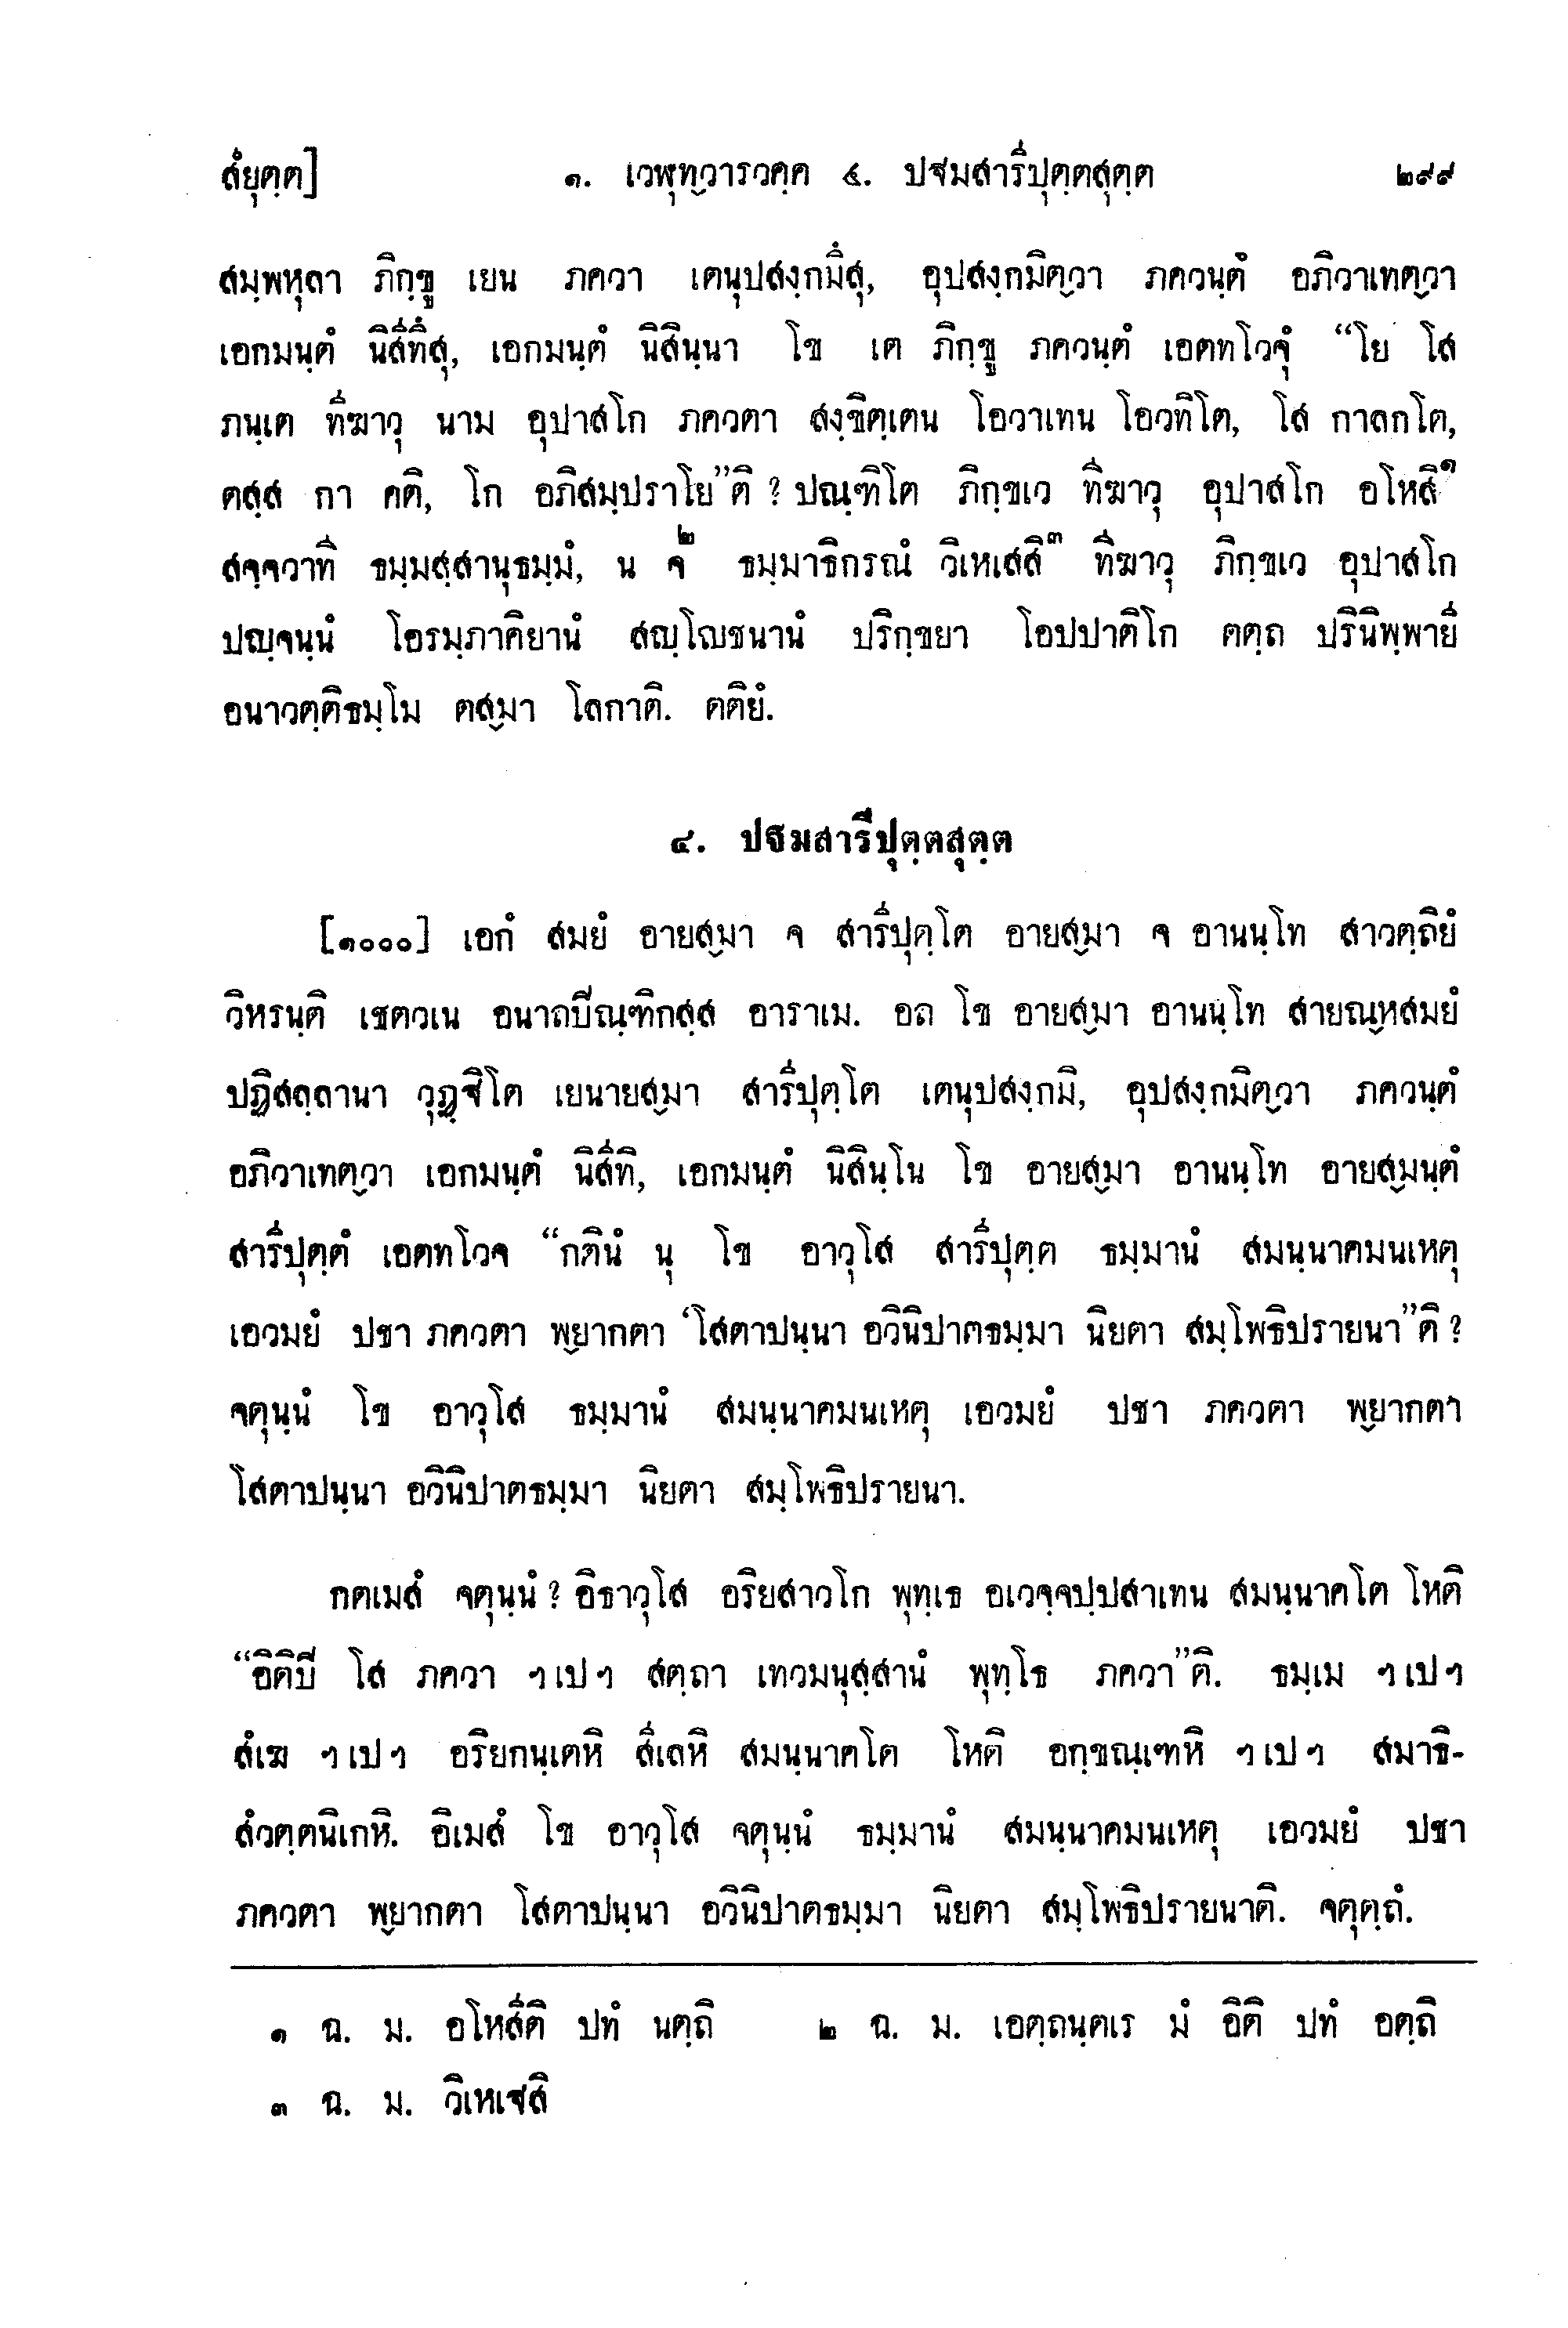 สํยุตฺต] ๑. เวฬุทฺวารวคฺค ๔. ปฐมสารีปุตฺตสุตฺต ๒๙๙
สมฺพหุลา ภิกฺขู เยน ภควา เตนุปสงฺกมึสุ, อุปสงฺกมิตฺวา ภควนฺตํ อภิวาเทตฺวา
เอกมนฺตํ นิสีทึสุ, เอกมนฺตํ นิสินฺนา โข เต ภิกฺขู ภควนฺตํ เอตทโวจุํ “โย โส
ภนฺเต ทีฆาวุ นาม อุปาสโก ภควตา สงฺขิตฺเตน โอวาเทน โอวทิโต, โส กาลกโต,
ตสฺส กา คติ, โก อภิสมฺปราโย”ติ ? ปณฺฑิโต ภิกฺขเว ทีฆาวุ อุปาสโก อโหสิ๑
สจฺจวาที ธมฺมสฺสานุธมฺมํ, น จ๒ ธมฺมาธิกรณํ วิเหเสสิ๓ ทีฆาวุ ภิกฺขเว อุปาสโก
ปญฺจนฺนํ โอรมฺภาคิยานํ สญฺโญชนานํ ปริกฺขยา โอปปาติโก ตตฺถ ปรินิพฺพายี
อนาวตฺติธมฺโม ตสฺมา โลกาติ. ตติยํ.
๔. ปฐมสารีปุตฺตสุตฺต
[๑๐๐๐] เอกํ สมยํ อายสฺมา จ สารีปุตฺโต อายสฺมา จ อานนฺโท สาวตฺถิยํ
วิหรนฺติ เชตวเน อนาถปิณฺฑิกสฺส อาราเม. อถ โข อายสฺมา อานนฺโท สายณฺหสมยํ
ปฏิสลฺลานา วุฏฺฐิโต เยนายสฺมา สารีปุตฺโต เตนุปสงฺกมิ, อุปสงฺกมิตฺวา ภควนฺตํ
อภิวาเทตฺวา เอกมนฺตํ นิสีทิ, เอกมนฺตํ นิสินฺโน โข อายสฺมา อานนฺโท อายสฺมนฺตํ
สารีปุตฺตํ เอตทโวจ “กตินํ นุ โข อาวุโส สารีปุตฺต ธมฺมานํ สมนฺนาคมนเหตุ
เอวมยํ ปชา ภควตา พฺยากตา ‘โสตาปนฺนา อวินิปาตธมฺมา นิยตา สมฺโพธิปรายนา”ติ ?
จตุนฺนํ โข อาวุโส ธมฺมานํ สมนฺนาคมนเหตุ เอวมยํ ปชา ภควตา พฺยากตา
โสตาปนฺนา อวินิปาตธมฺมา นิยตา สมฺโพธิปรายนา.
กตเมสํ จตุนฺนํ ? อิธาวุโส อริยสาวโก พุทฺเธ อเวจฺจปฺปสาเทน สมนฺนาคโต โหติ
“อิติปิ โส ภควา ฯเปฯ สตฺถา เทวมนุสฺสานํ พุทฺโธ ภควา”ติ. ธมฺเม ฯเปฯ
สํเฆ ฯเปฯ อริยกนฺเตหิ สีเลหิ สมนฺนาคโต โหติ อกฺขณฺเฑหิ ฯเปฯ สมาธิ-
สํวตฺตนิเกหิ. อิเมสํ โข อาวุโส จตุนฺนํ ธมฺมานํ สมนฺนาคมนเหตุ เอวมยํ ปชา
ภควตา พฺยากตา โสตาปนฺนา อวินิปาตธมฺมา นิยตา สมฺโพธิปรายนาติ. จตุตฺถํ.
๑ ฉ. ม. อโหสีติ ปทํ นตฺถิ ๒ ฉ. ม. เอตฺถนฺตเร มํ อิติ ปทํ อตฺถิ
๓ ฉ. ม. วิเหเฐสิ